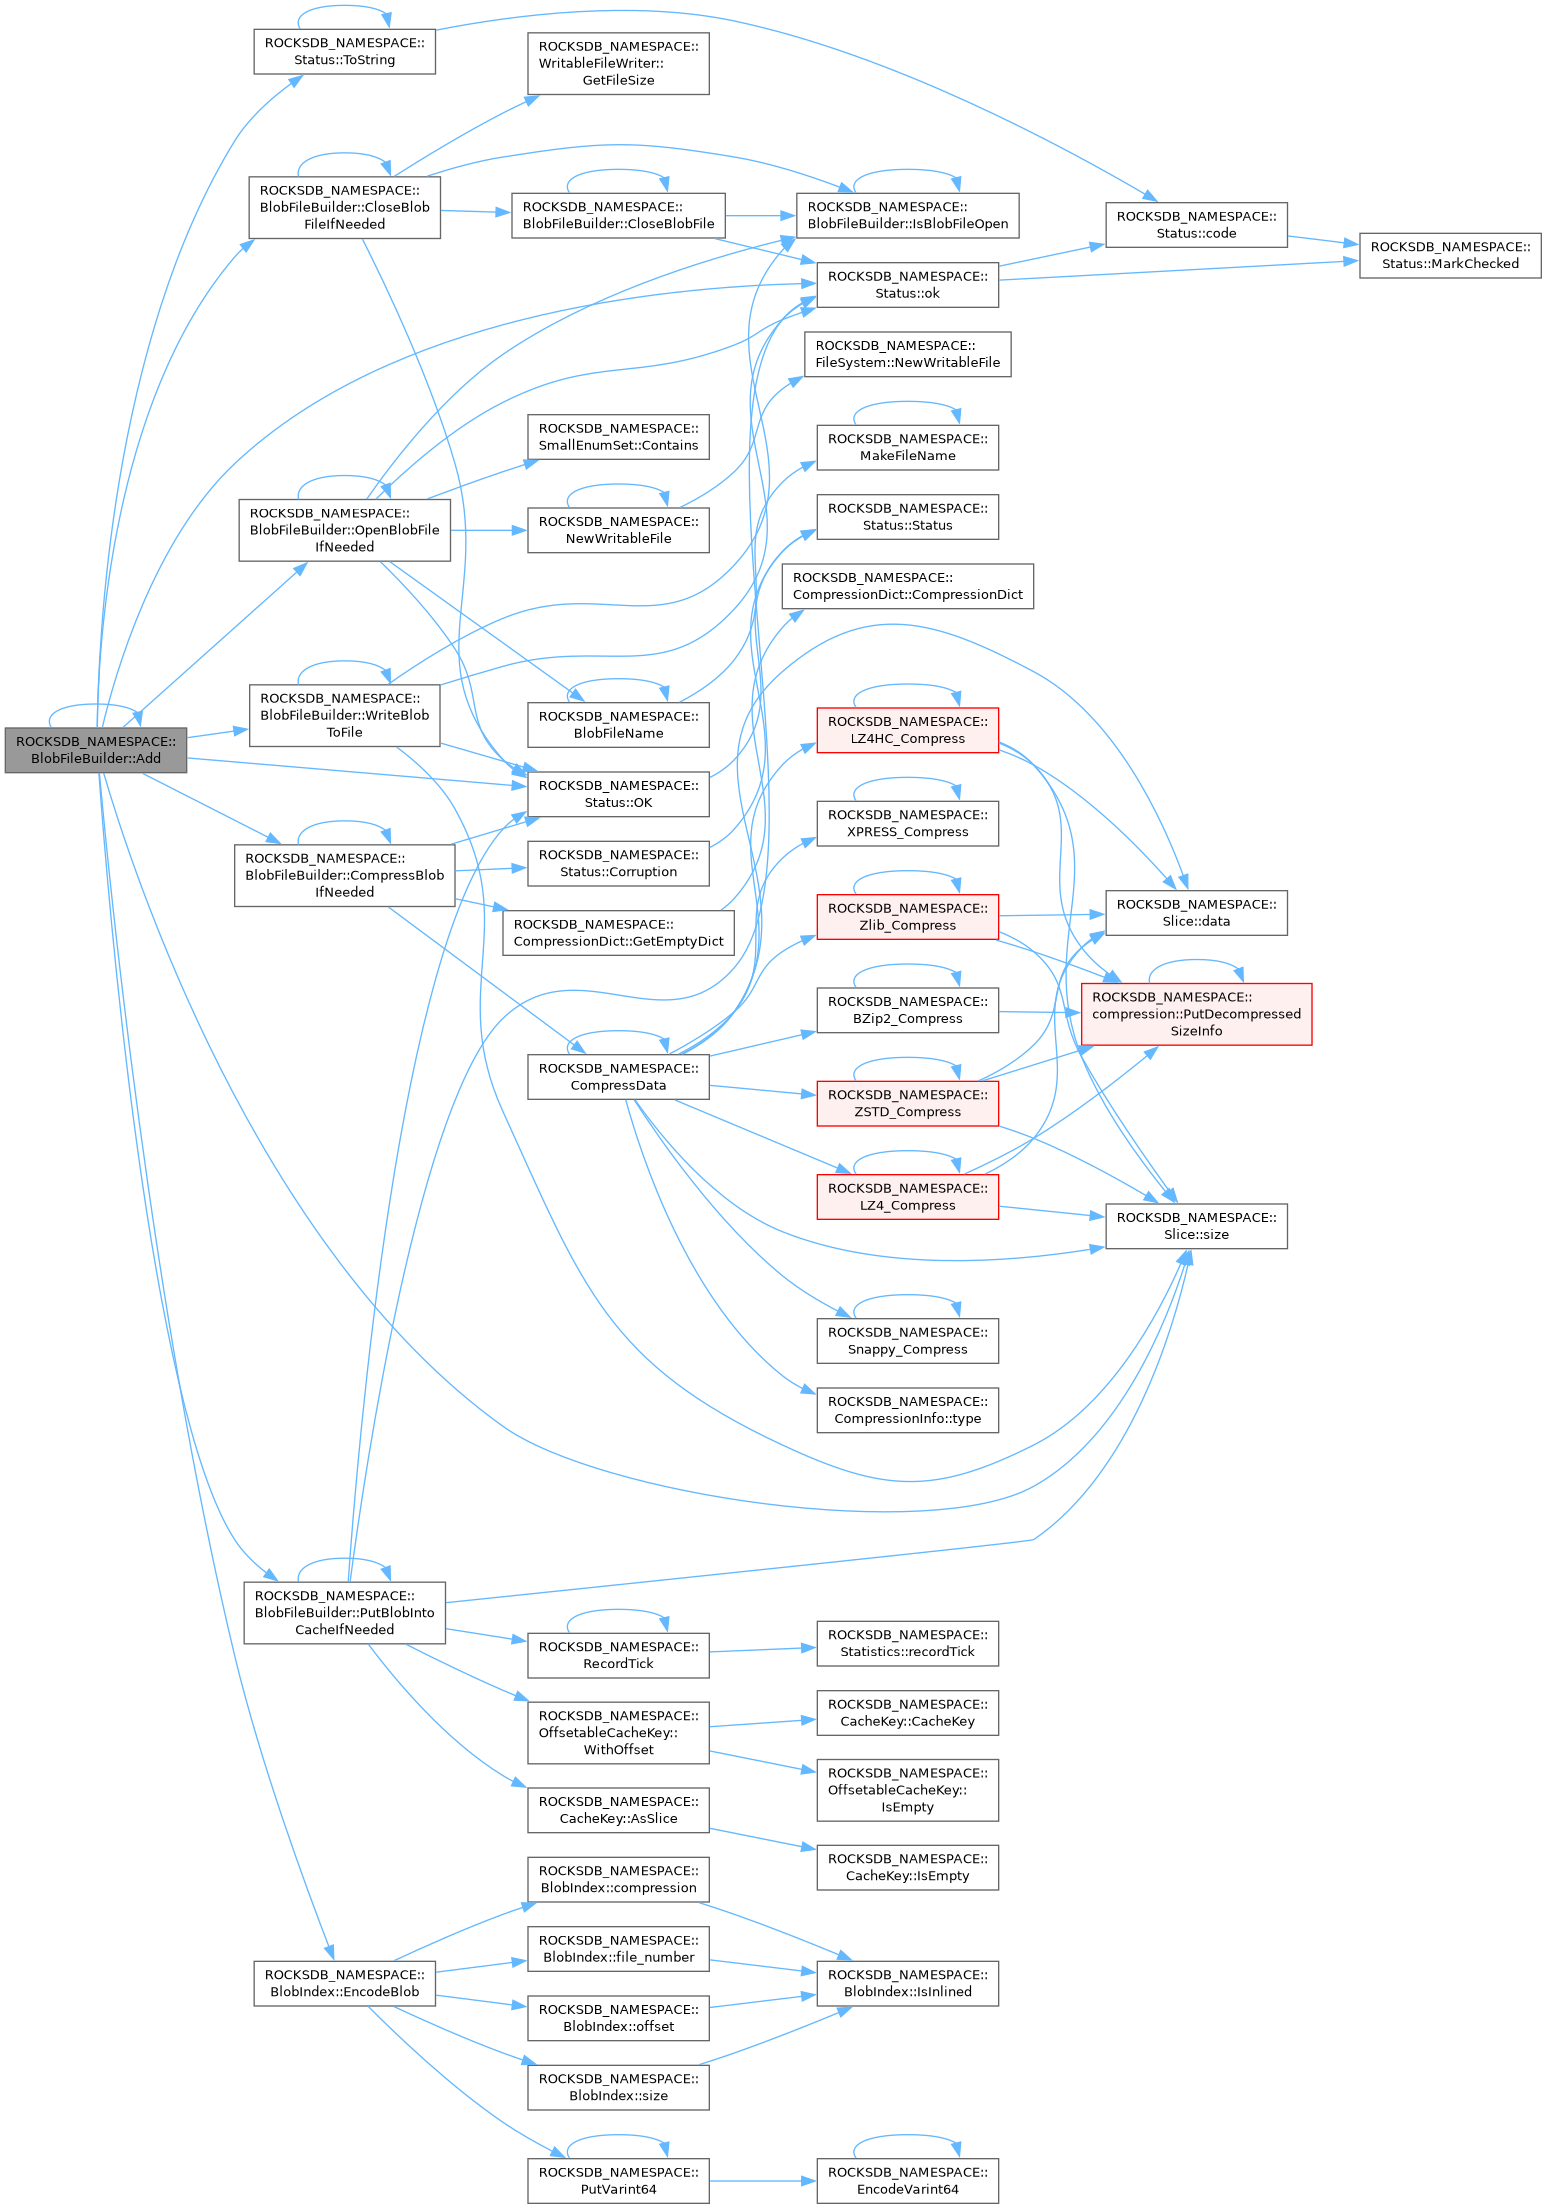 ROCKSDB_NAMESPACE::
BlobFileBuilder::Add
ROCKSDB_NAMESPACE::
Status::ToString
ROCKSDB_NAMESPACE::
BlobFileBuilder::CloseBlob
FileIfNeeded
ROCKSDB_NAMESPACE::
BlobFileBuilder::OpenBlobFile
IfNeeded
ROCKSDB_NAMESPACE::
BlobFileBuilder::WriteBlob
ToFile
ROCKSDB_NAMESPACE::
BlobFileBuilder::CompressBlob
IfNeeded
ROCKSDB_NAMESPACE::
BlobFileBuilder::PutBlobInto
CacheIfNeeded
ROCKSDB_NAMESPACE::
BlobIndex::EncodeBlob
ROCKSDB_NAMESPACE::
WritableFileWriter::
GetFileSize
ROCKSDB_NAMESPACE::
BlobFileBuilder::CloseBlobFile
ROCKSDB_NAMESPACE::
SmallEnumSet::Contains
ROCKSDB_NAMESPACE::
NewWritableFile
ROCKSDB_NAMESPACE::
BlobFileName
ROCKSDB_NAMESPACE::
Status::OK
ROCKSDB_NAMESPACE::
Status::Corruption
ROCKSDB_NAMESPACE::
CompressionDict::GetEmptyDict
ROCKSDB_NAMESPACE::
CompressData
ROCKSDB_NAMESPACE::
RecordTick
ROCKSDB_NAMESPACE::
OffsetableCacheKey::
WithOffset
ROCKSDB_NAMESPACE::
CacheKey::AsSlice
ROCKSDB_NAMESPACE::
BlobIndex::compression
ROCKSDB_NAMESPACE::
BlobIndex::file_number
ROCKSDB_NAMESPACE::
BlobIndex::offset
ROCKSDB_NAMESPACE::
BlobIndex::size
ROCKSDB_NAMESPACE::
PutVarint64
ROCKSDB_NAMESPACE::
BlobFileBuilder::IsBlobFileOpen
ROCKSDB_NAMESPACE::
Status::ok
ROCKSDB_NAMESPACE::
FileSystem::NewWritableFile
ROCKSDB_NAMESPACE::
MakeFileName
ROCKSDB_NAMESPACE::
Status::Status
ROCKSDB_NAMESPACE::
CompressionDict::CompressionDict
ROCKSDB_NAMESPACE::
LZ4HC_Compress
ROCKSDB_NAMESPACE::
XPRESS_Compress
ROCKSDB_NAMESPACE::
Zlib_Compress
ROCKSDB_NAMESPACE::
BZip2_Compress
ROCKSDB_NAMESPACE::
ZSTD_Compress
ROCKSDB_NAMESPACE::
LZ4_Compress
ROCKSDB_NAMESPACE::
Snappy_Compress
ROCKSDB_NAMESPACE::
CompressionInfo::type
ROCKSDB_NAMESPACE::
Statistics::recordTick
ROCKSDB_NAMESPACE::
CacheKey::CacheKey
ROCKSDB_NAMESPACE::
OffsetableCacheKey::
IsEmpty
ROCKSDB_NAMESPACE::
CacheKey::IsEmpty
ROCKSDB_NAMESPACE::
BlobIndex::IsInlined
ROCKSDB_NAMESPACE::
EncodeVarint64
ROCKSDB_NAMESPACE::
Status::code
ROCKSDB_NAMESPACE::
Slice::data
ROCKSDB_NAMESPACE::
compression::PutDecompressed
SizeInfo
ROCKSDB_NAMESPACE::
Slice::size
ROCKSDB_NAMESPACE::
Status::MarkChecked